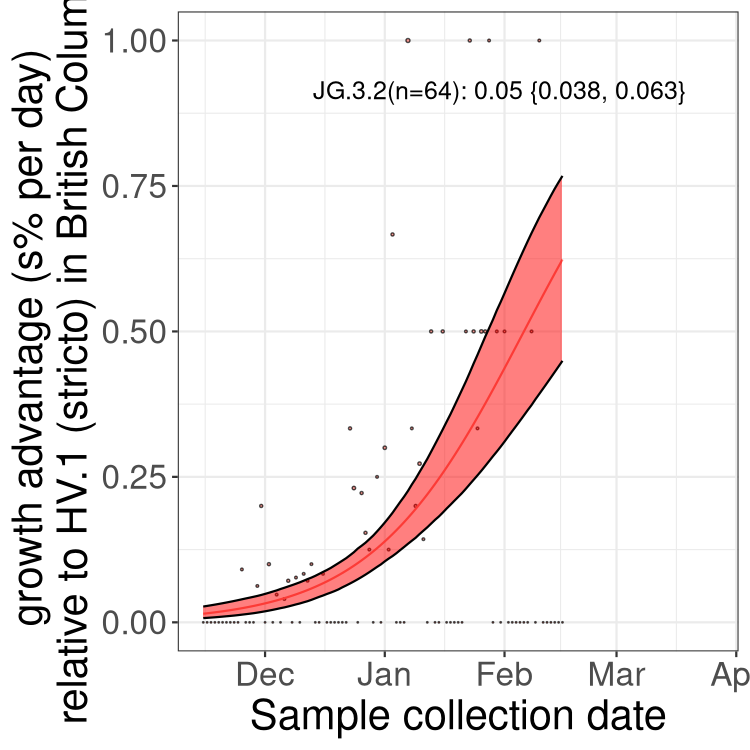 growth advantage (s% per day)
relative to HV.1 (stricto) in British Colum
1.00
0.75
0.50
0.25
0.00
JG.3.2(n=64): 0.05 {0.038, 0.063}
Dec Jan Feb Mar Ap
Sample collection date